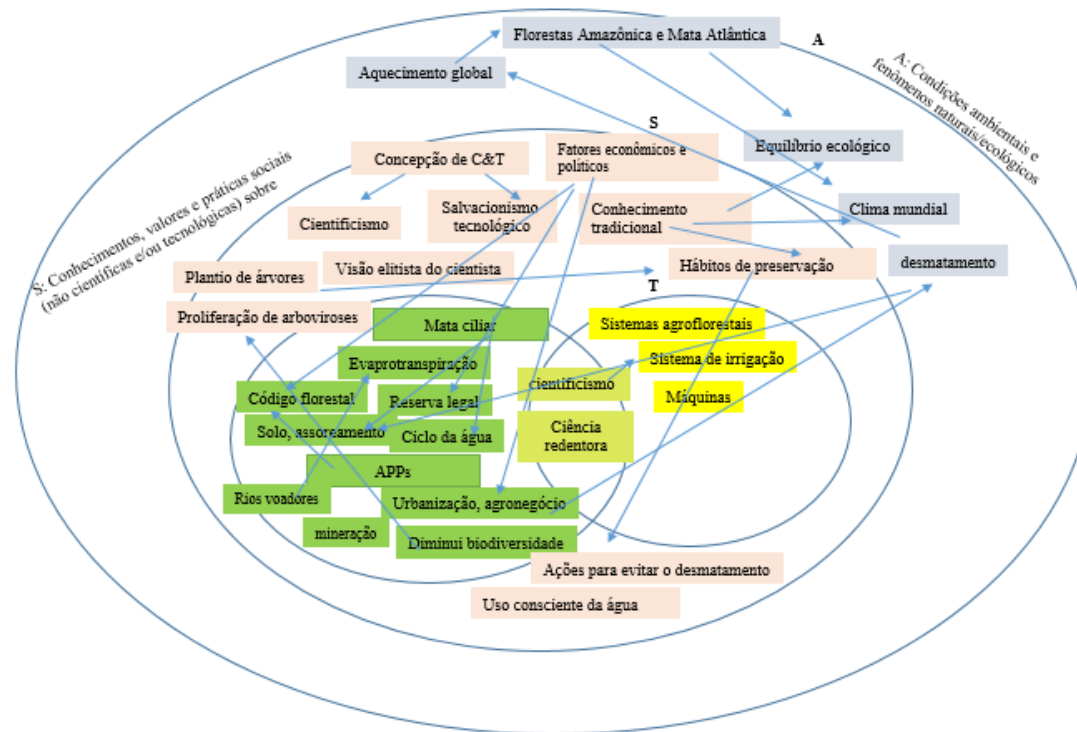 Florestas Amazônica e Mata Atlântica
A
Aquecimento global
A: Condições ambientais e
fenômenos naturais/ecológicos
S
Equilíbrio ecológico
Fatores econômicos e
políticos
Concepção de C&T
S: Conhecimentos, valores e práticas sociais
(não científicas e/ou tecnológicas) sobre
Cientificismo
Salvacionismo
tecnológico
Conhecimento
tradicional
Clima mundial
desmatamento
Plantio de árvores
Visão elitista do cientista
Hábitos de preservação
T
Proliferação de arboviroses
Mata ciliar
Sistemas agroflorestais
Evaprotranspiração
Sistema de irrigação
Código florestal
Reserva legal
cientificismo
Máquinas
Solo, assoreamento
Ciclo da água
Ciência
redentora
APPs
Rios voadores
Urbanização, agronegócio
mineração
Diminui biodiversidade
Ações para evitar o desmatamento
Uso consciente da água